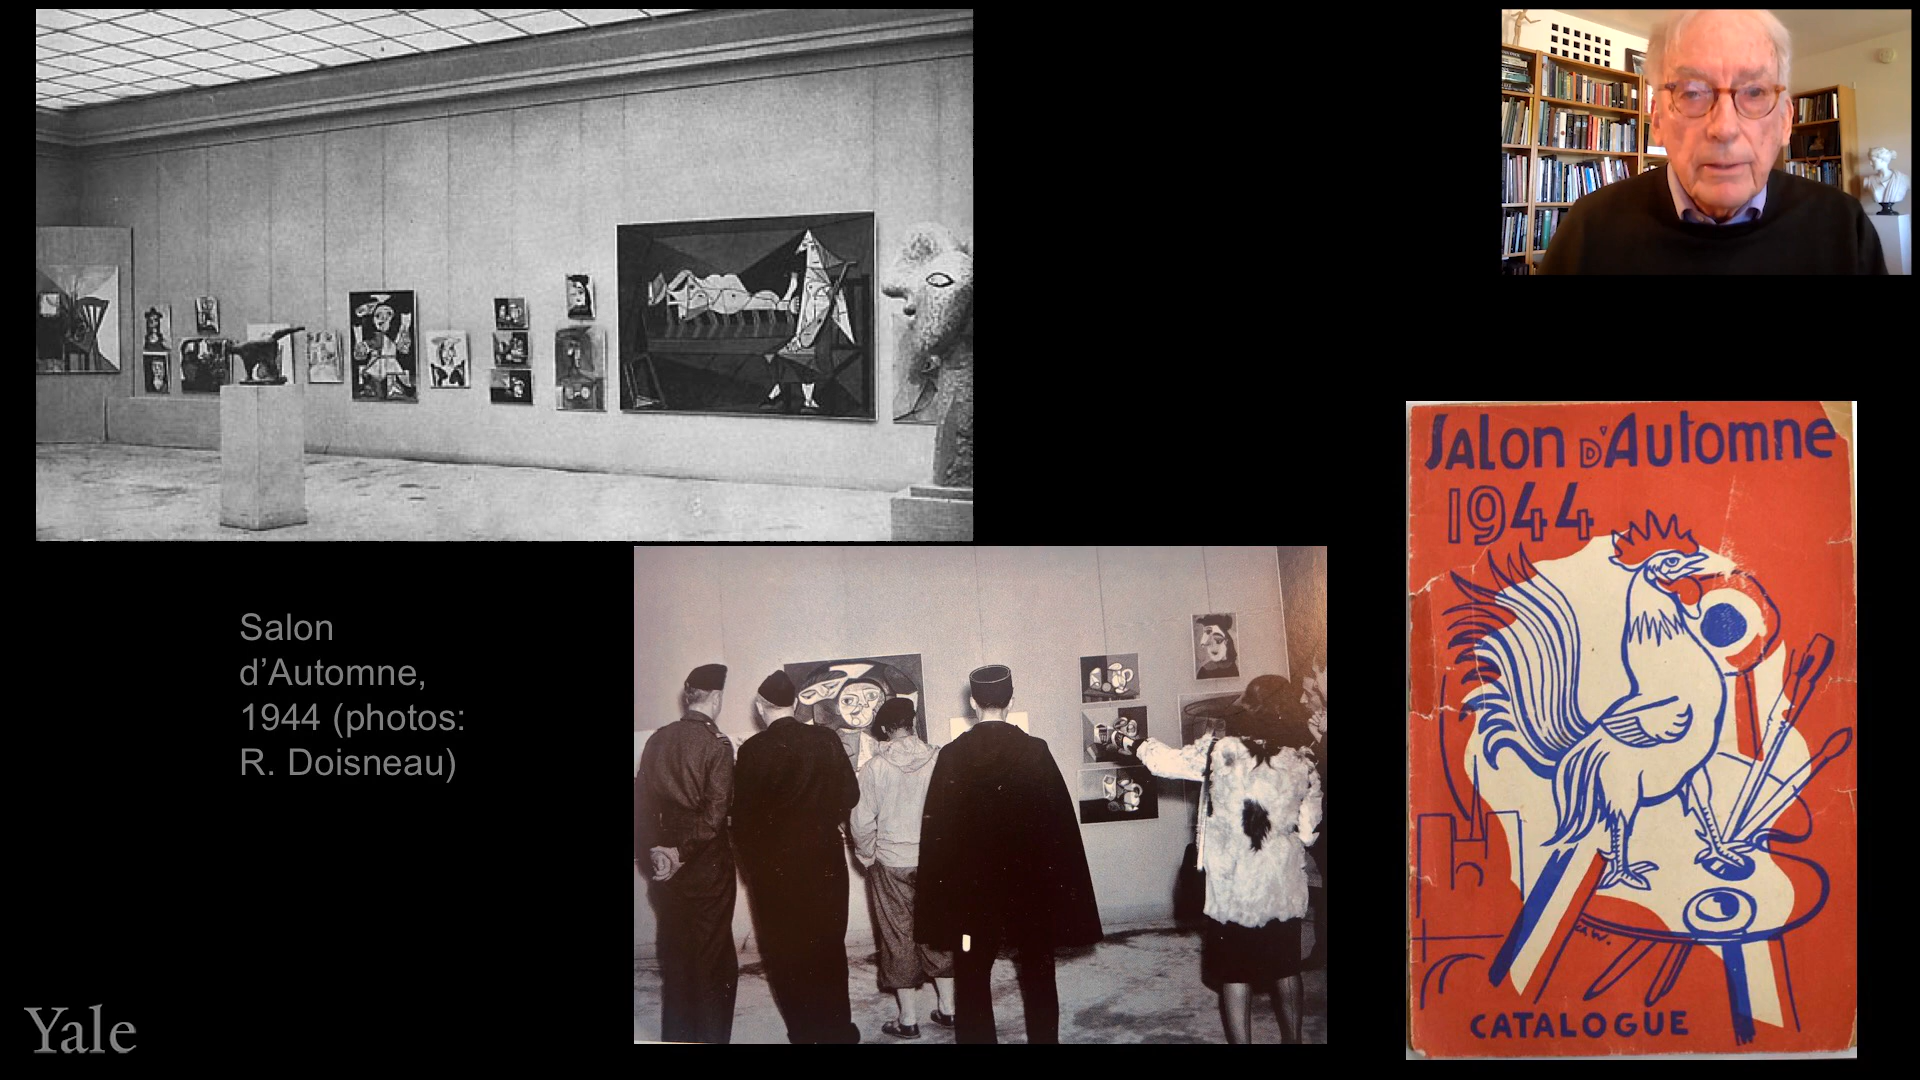 Salon
d’Automne,
1944 (photos:
R. Doisneau)
SALON D'AUTOMNE
1944
CATALOGUE
Yale